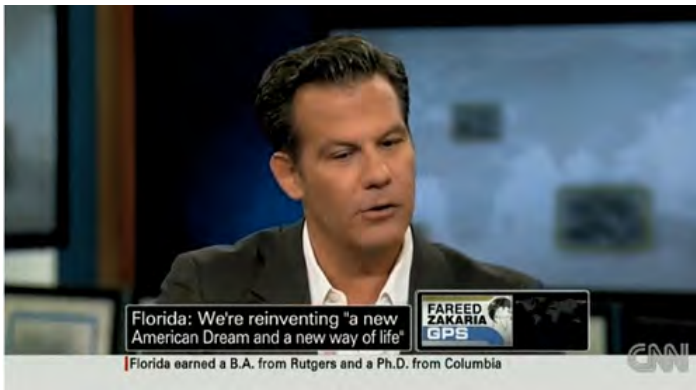 Florida: We're reinventing "a new
American Dream and a new way of life"
FAREED
ZAKARIA
GPS
Florida earned a B.A. from Rutgers and a Ph.D. from Columbia
CNN